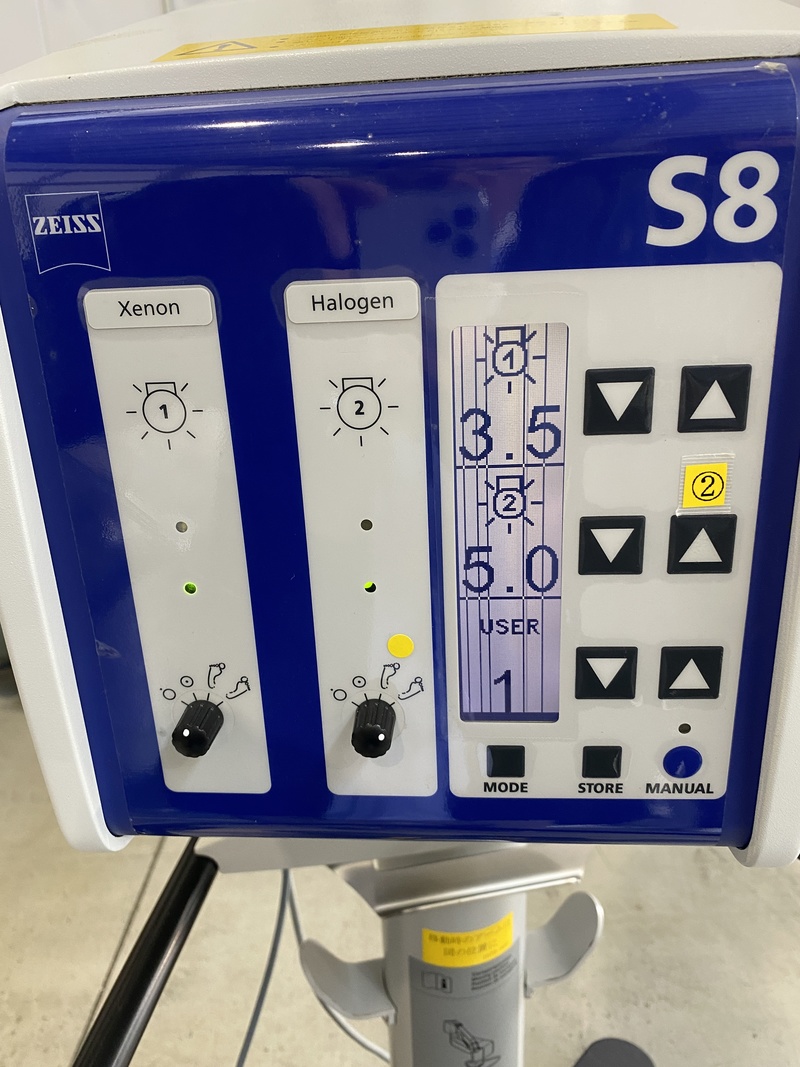 S8
ZEISS
Xenon
Halogen
1
2
1
3.5
2
5.0
USER
1
②
MODE
STORE
MANUAL